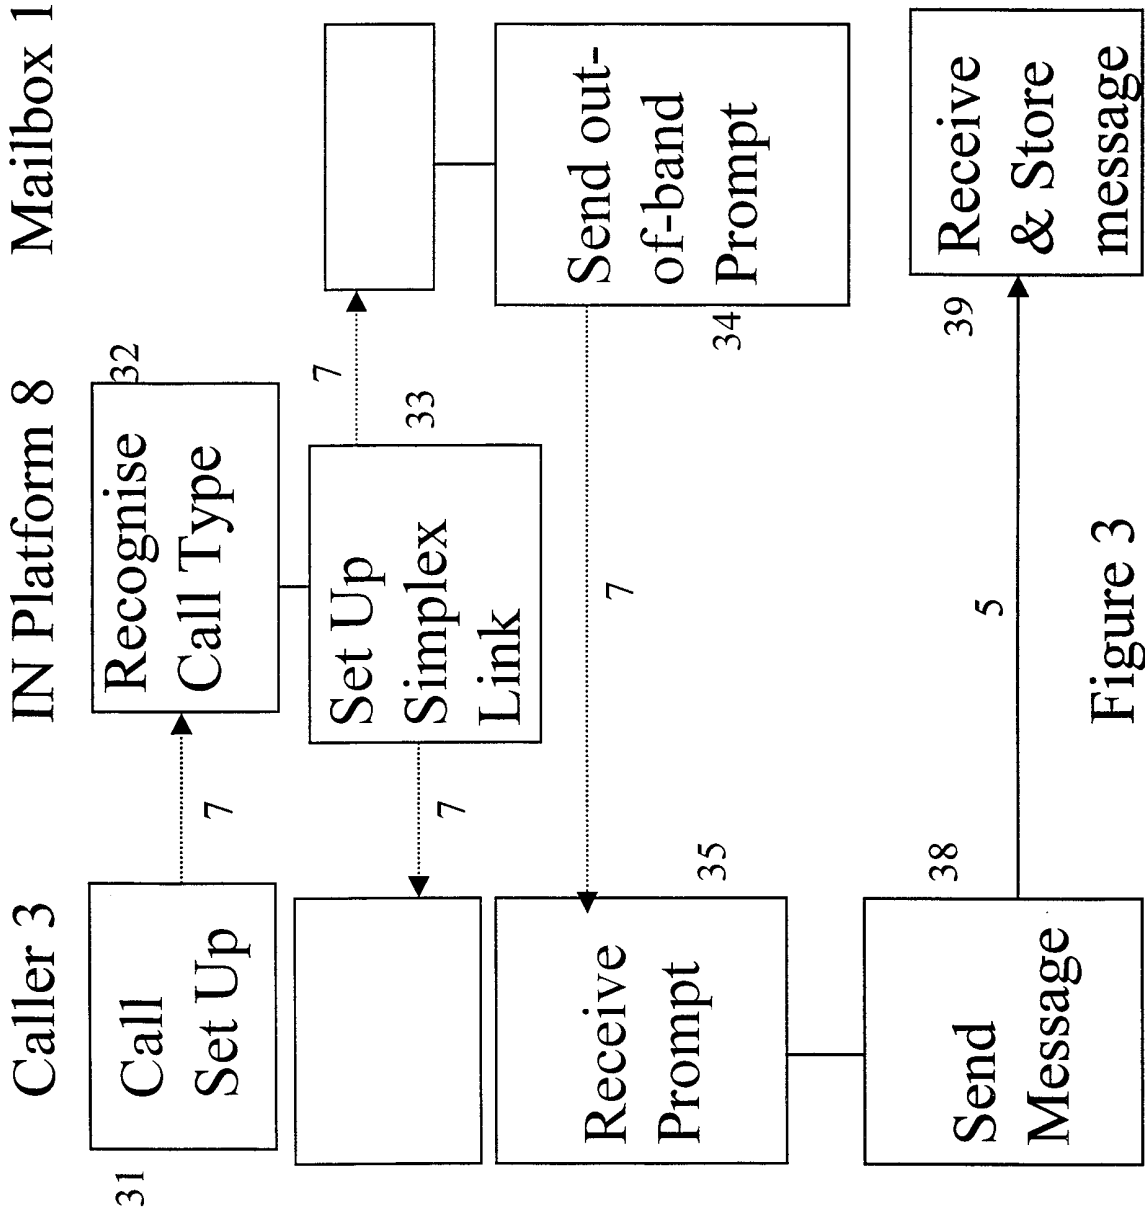 Caller 3
IN Platform 8
Mailbox 1
31
Call
Set Up
7
Recognise
Call Type
32
Set Up
Simplex
Link
33
7
7
Send out-
of-band
Prompt
34
7
Receive
Prompt
35
Send
Message
38
5
39
Receive
& Store
message
Figure 3